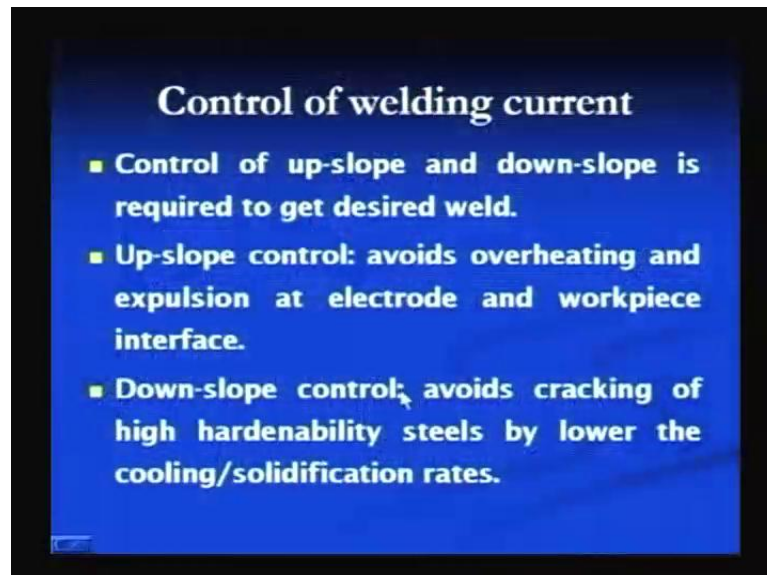 Control of welding current
Control of up-slope and down-slope is
required to get desired weld.
Up-slope control: avoids overheating and
expulsion at electrode and workpiece
interface.
Down-slope control: avoids cracking of
high hardenability steels by lower the
cooling/solidification rates.